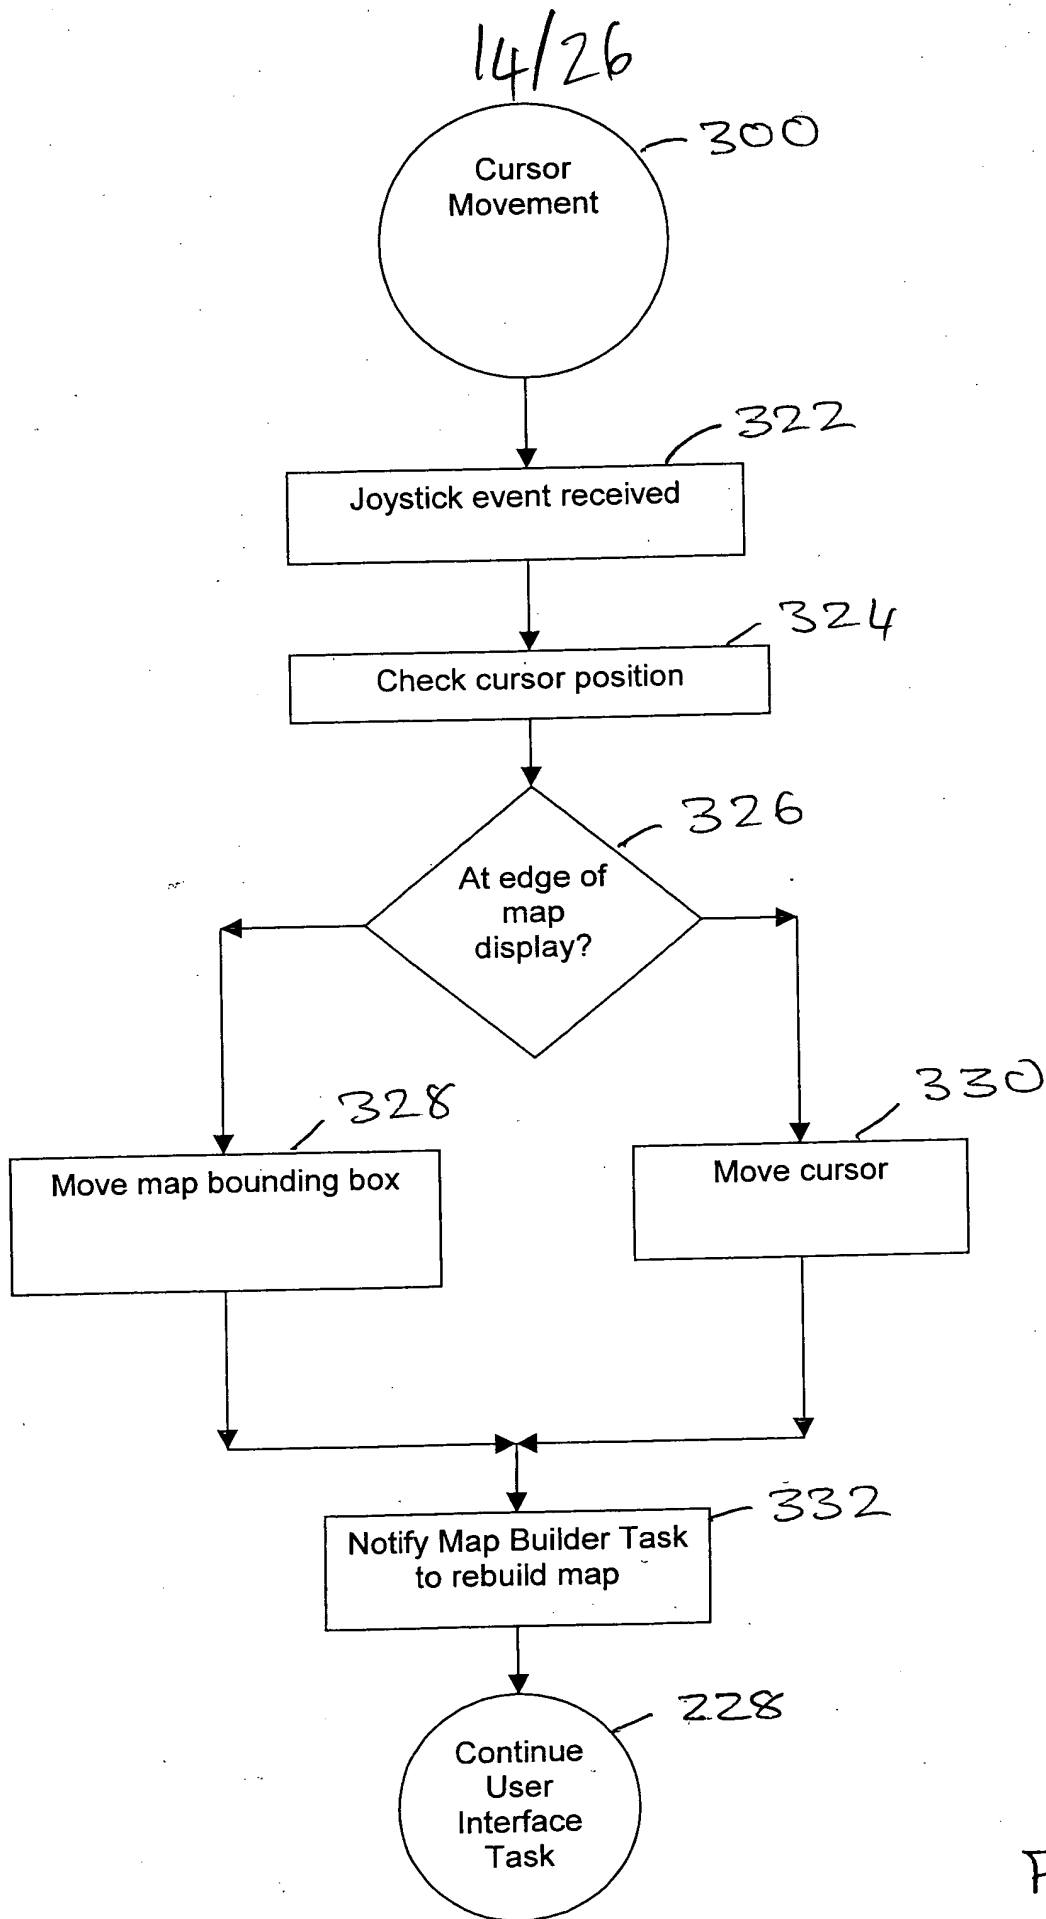 14/26
300
Cursor
Movement
322
Joystick event received
324
Check cursor position
326
At edge of
map
display?
328
Move map bounding box
330
Move cursor
332
Notify Map Builder Task
to rebuild map
228
Continue
User
Interface
Task